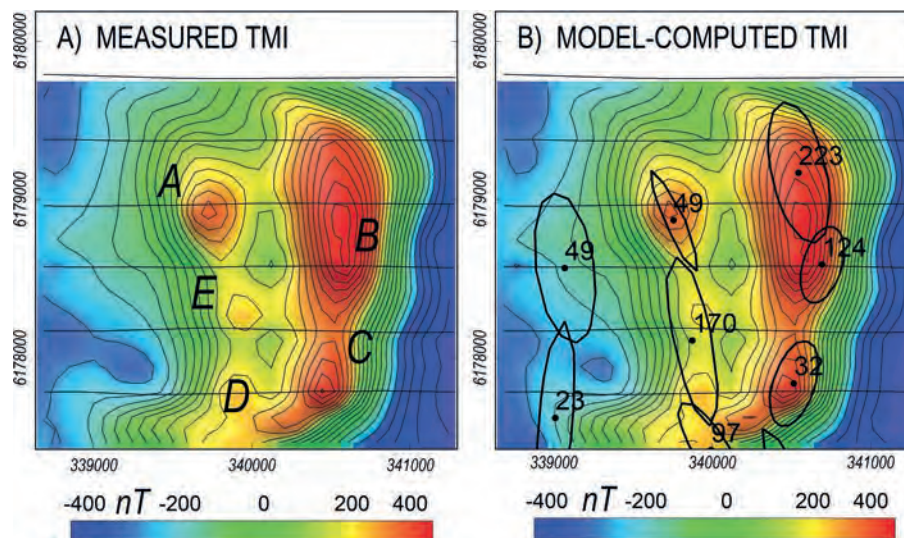 A) MEASURED TMI
B) MODEL-COMPUTED TMI
6180000
6179000
6178000
A
B
E
C
D
6180000
6179000
6178000
223
49
124
49
170
32
23
97
339000
340000
341000
339000
340000
341000
-400 nT -200 0 200 400
-400 nT -200 0 200 400